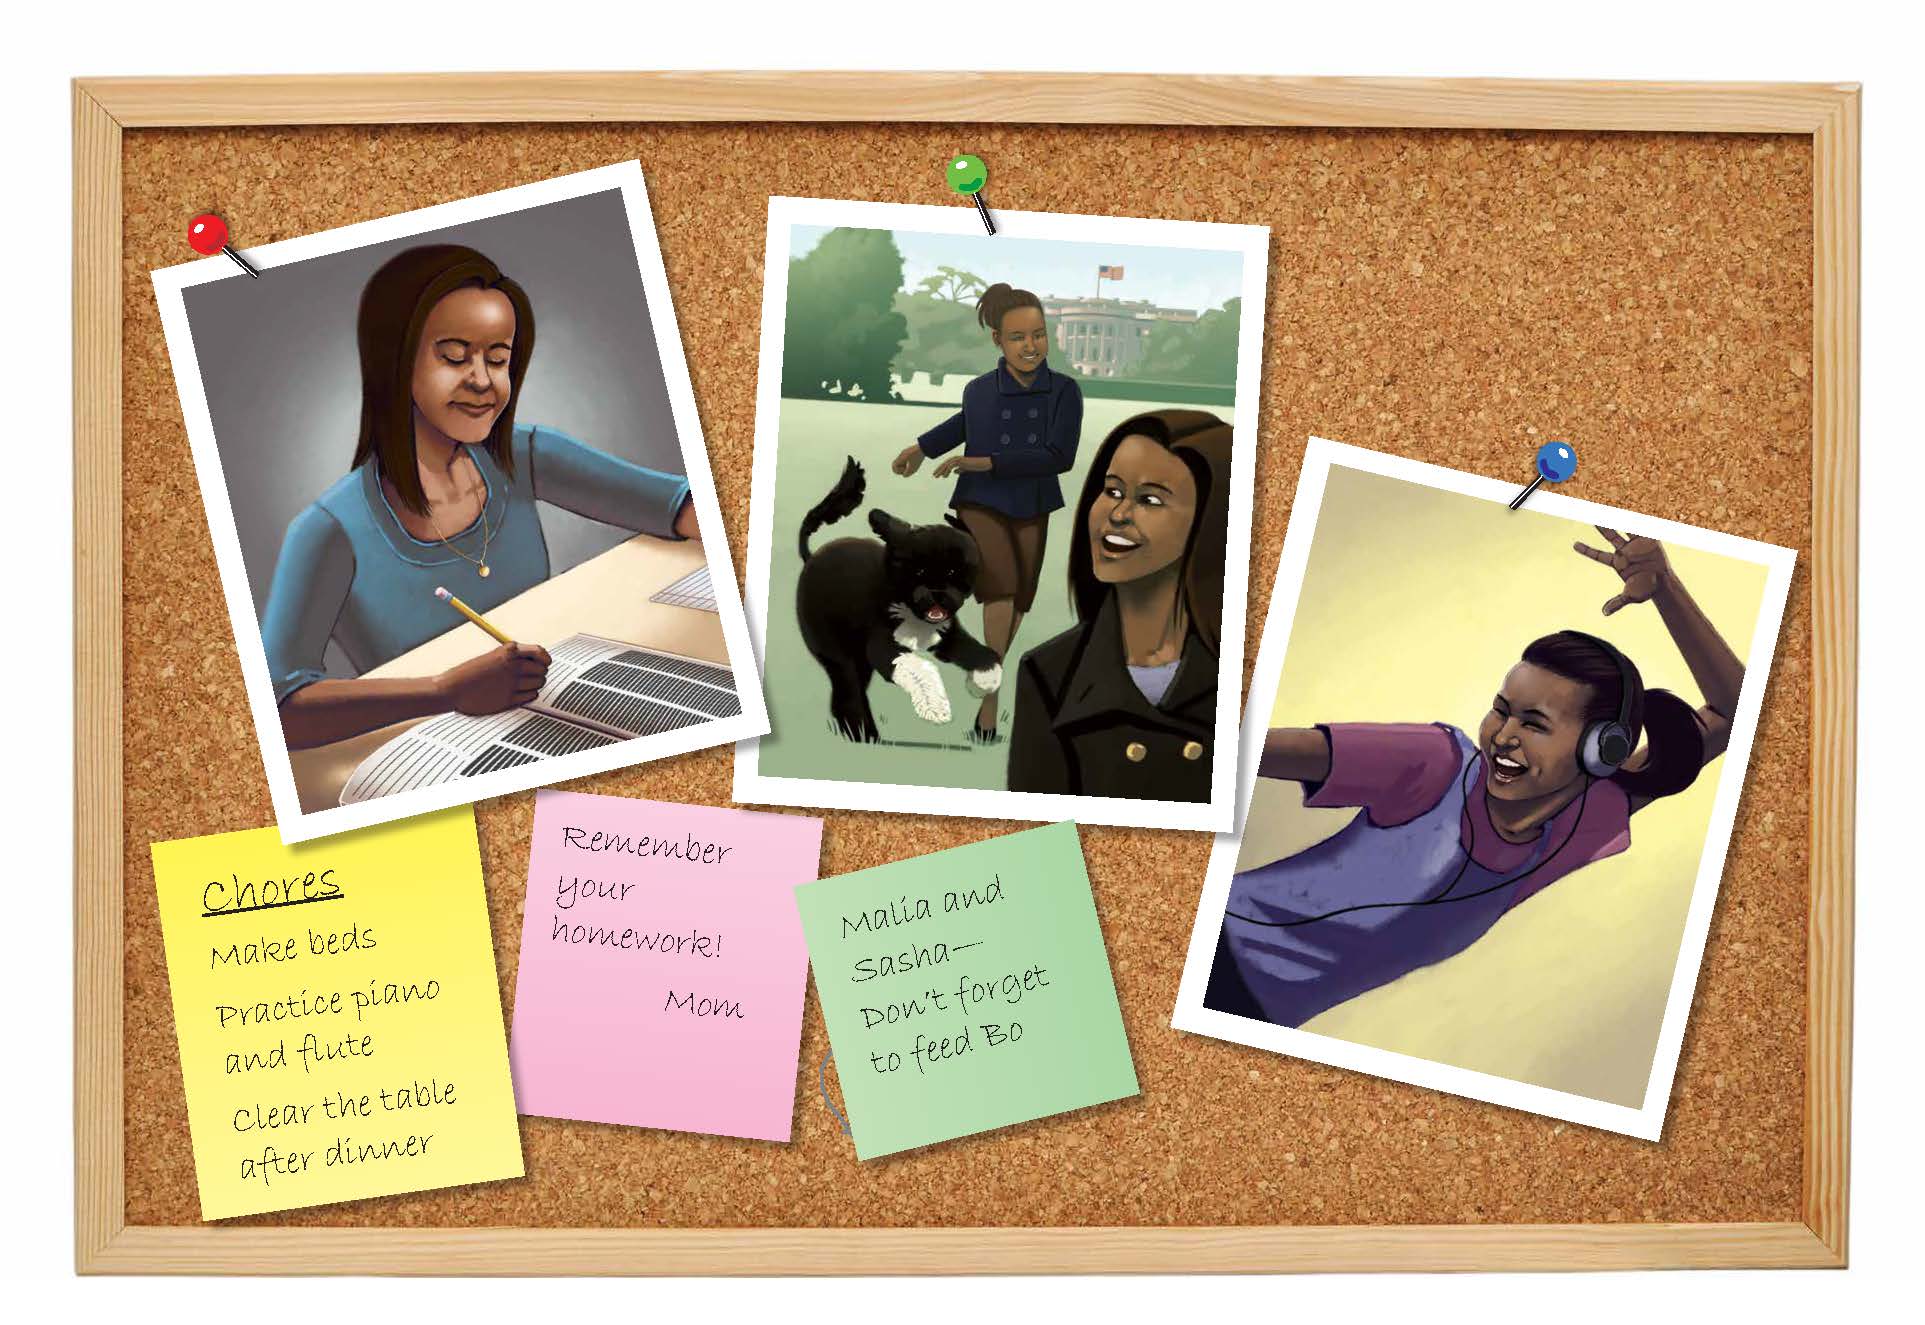 Chores
Make beds
Practice piano
and flute
Clear the table
after dinner
Remember
your
homework!
Mom
Malia and
Sasha—
Don't forget
to feed Bo